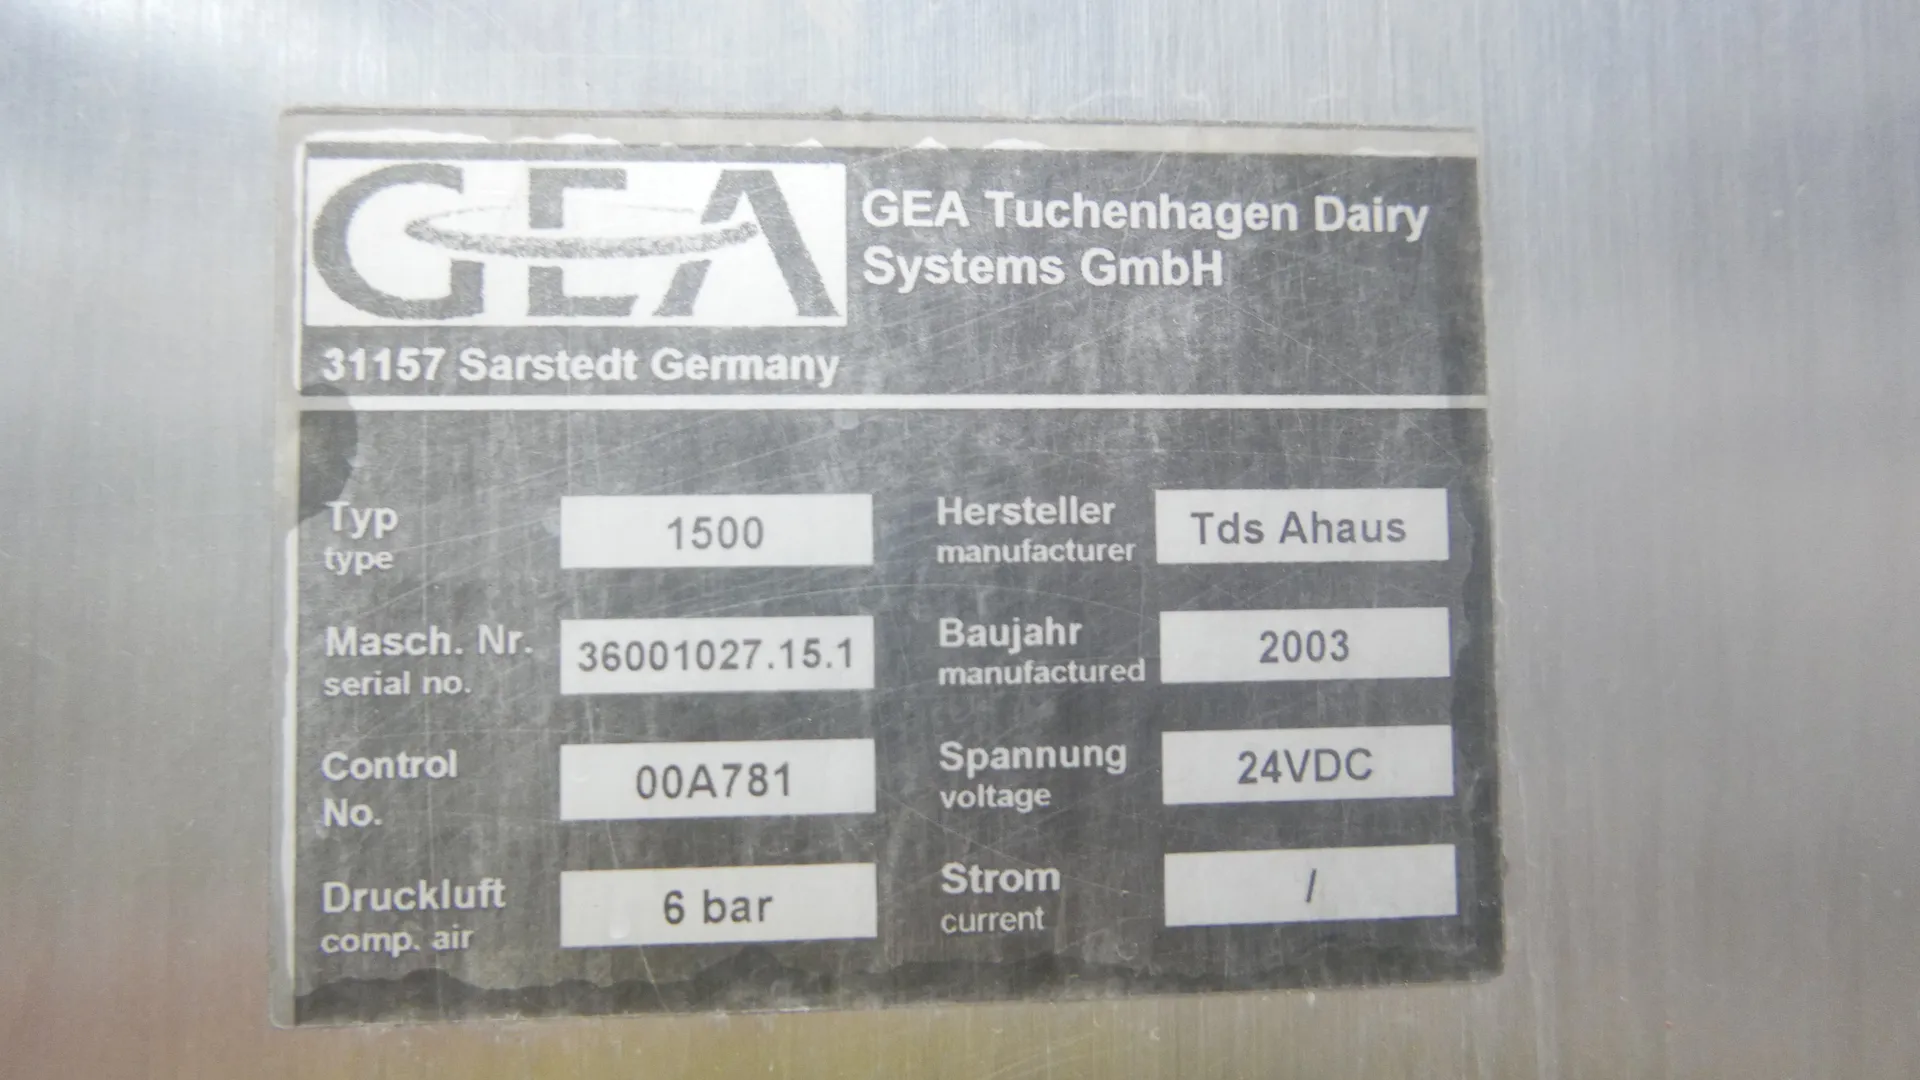 GEA
GEA Tuchenhagen Dairy
Systems GmbH
31157 Sarstedt Germany
Typ
type
1500
Hersteller
manufacturer
Tds Ahaus
Masch. Nr.
serial no.
36001027.15.1
Baujahr
manufactured
2003
Control
No.
00A781
Spannung
voltage
24VDC
Druckluft
comp. air
6 bar
Strom
current
/